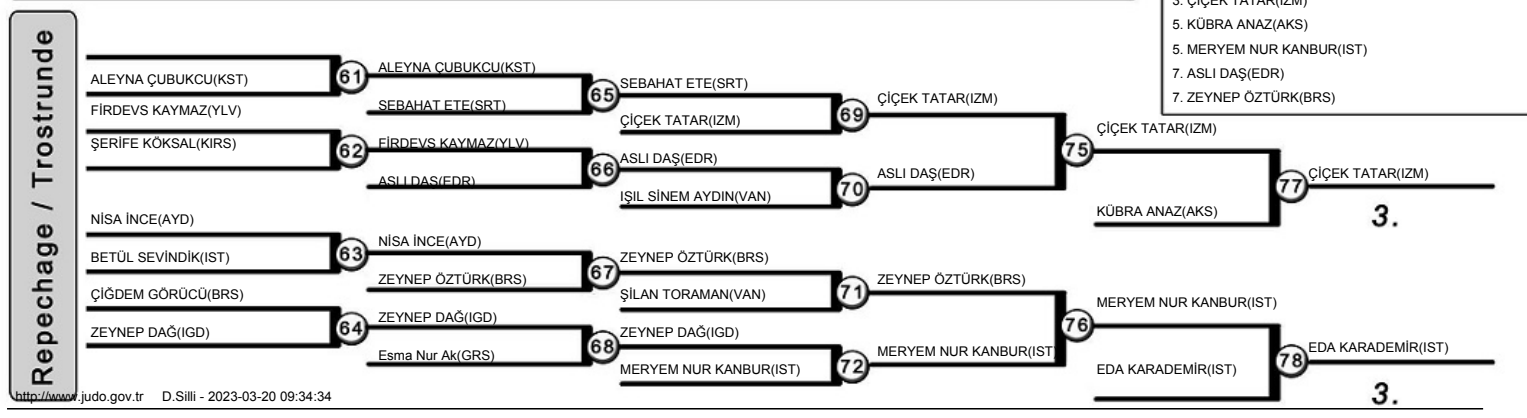 3. ÇİÇEK TATAR(IZM)
5. KÜBRA ANAZ(AKS)
5. MERYEM NUR KANBUR(IST)
7. ASLI DAŞ(EDR)
7. ZEYNEP ÖZTÜRK(BRS)
Repechage / Trostrunde
ALEYNA ÇUBUKCU(KST)
FİRDEVS KAYMAZ(YLV)
ŞERİFE KÖKSAL(KIRS)
NİSA İNCE(AYD)
BETÜL SEVİNDİK(IST)
ÇİĞDEM GÖRÜCÜ(BRS)
ZEYNEP DAĞ(IGD)
61
62
63
64
ALEYNA ÇUBUKCU(KST)
SEBAHAT ETE(SRT)
FİRDEVS KAYMAZ(YLV)
ASLI DAŞ(EDR)
NİSA İNCE(AYD)
ZEYNEP ÖZTÜRK(BRS)
ZEYNEP DAĞ(IGD)
Esma Nur Ak(GRS)
65
66
67
68
SEBAHAT ETE(SRT)
ÇİÇEK TATAR(IZM)
ASLI DAŞ(EDR)
IŞIL SİNEM AYDIN(VAN)
ZEYNEP ÖZTÜRK(BRS)
ŞİLAN TORAMAN(VAN)
ZEYNEP DAĞ(IGD)
MERYEM NUR KANBUR(IST)
69
70
71
72
ÇİÇEK TATAR(IZM)
ASLI DAŞ(EDR)
ZEYNEP ÖZTÜRK(BRS)
MERYEM NUR KANBUR(IST)
75
76
ÇİÇEK TATAR(IZM)
KÜBRA ANAZ(AKS)
MERYEM NUR KANBUR(IST)
EDA KARADEMİR(IST)
77
78
ÇİÇEK TATAR(IZM)
3.
EDA KARADEMİR(IST)
3.
http://www.judo.gov.tr D.Silli - 2023-03-20 09:34:34